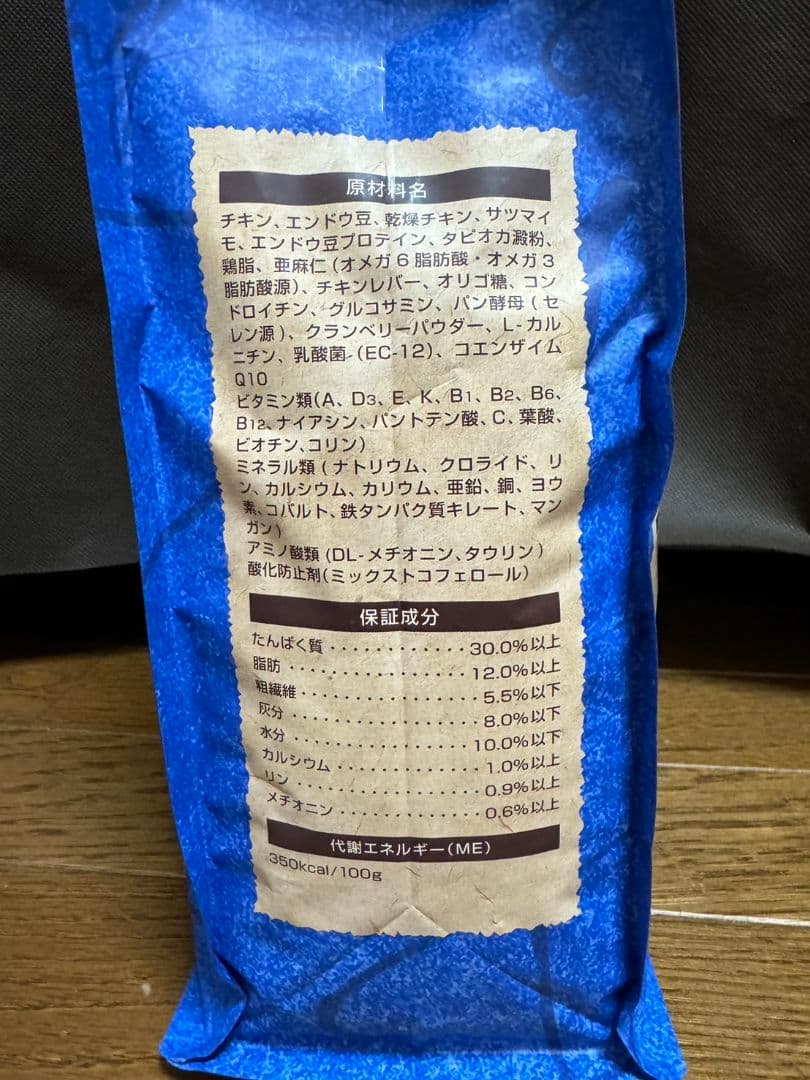 原材料名
チキン、エンドウ豆、乾燥チキン、サツマイ
モ、エンドウ豆プロテイン、タピオカ澱粉、
鶏脂、亜麻仁(オメガ6脂肪酸・オメガ3
脂肪酸源)、チキンレバー、オリゴ糖、コン
ドロイチン、グルコサミン、パン酵母(セ
レン源)、クランベリーパウダー、L-カル
ニチン、乳酸菌(EC-12)、コエンザイム
Q10
ビタミン類(A、D3、E、K、B1、B2、B6、
B12、ナイアシン、パントテン酸、C、葉酸、
ビオチン、コリン)
ミネラル類(ナトリウム、クロライド、リ
ン、カルシウム、カリウム、亜鉛、銅、ヨウ
素、コバルト、鉄タンパク質キレート、マン
ガン)
アミノ酸類(DL-メチオニン、タウリン)
酸化防止剤(ミックストコフェロール)
保証成分
たんぱく質・・・・・・・・・・・・30.0%以上
脂肪・・・・・・・・・・・・・・・12.0%以上
粗繊維・・・・・・・・・・・・・・5.5%以下
灰分・・・・・・・・・・・・・・・8.0%以下
水分・・・・・・・・・・・・・・・10.0%以下
カルシウム・・・・・・・・・・・・1.0%以上
リン・・・・・・・・・・・・・・・0.9%以上
メチオニン・・・・・・・・・・・・0.6%以上
代謝エネルギー(ME)
350kcal/100g